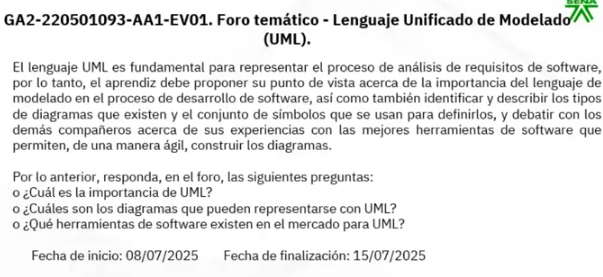 SENA
GA2-220501093-AA1-EV01. Foro temático - Lenguaje Unificado de Modelado
(UML).
El lenguaje UML es fundamental para representar el proceso de análisis de requisitos de software,
por lo tanto, el aprendiz debe proponer su punto de vista acerca de la importancia del lenguaje de
modelado en el proceso de desarrollo de software, así como también identificar y describir los tipos
de diagramas que existen y el conjunto de símbolos que se usan para definirlos, y debatir con los
demás compañeros acerca de sus experiencias con las mejores herramientas de software que
permiten, de una manera ágil, construir los diagramas.
Por lo anterior, responda, en el foro, las siguientes preguntas:
o ¿Cuál es la importancia de UML?
o ¿Cuáles son los diagramas que pueden representarse con UML?
o ¿Qué herramientas de software existen en el mercado para UML?
Fecha de inicio: 08/07/2025 Fecha de finalización: 15/07/2025